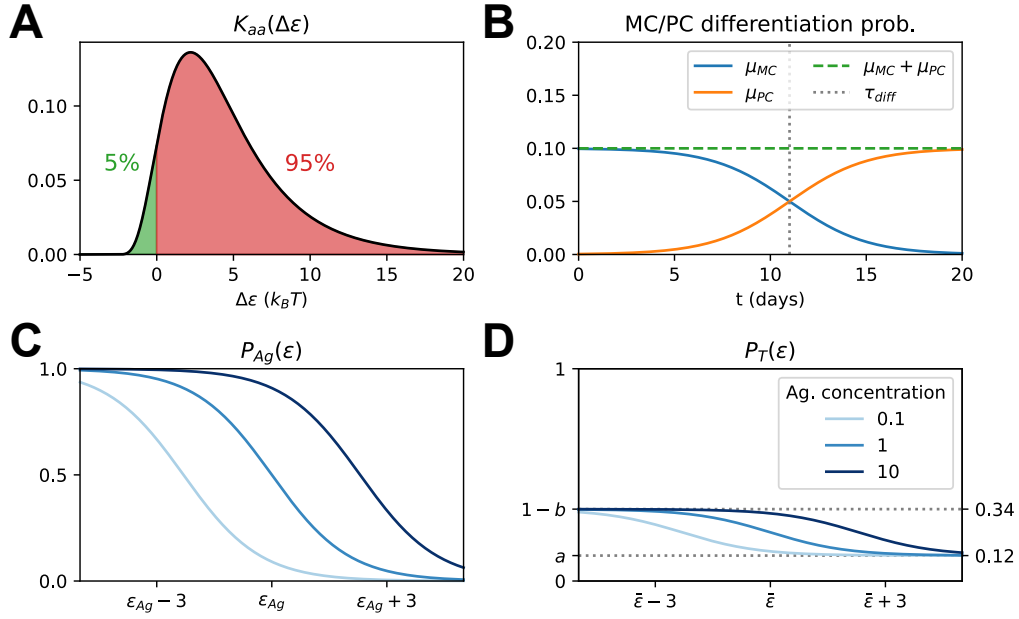 A
K_aa(Δε)
0.10
0.05
0.00
5%
95%
−5 0 5 10 15 20
Δε (k_BT)
B
MC/PC differentiation prob.
0.20
0.15
0.10
0.05
0.00
μ_MC
μ_PC
μ_MC + μ_PC
τ_diff
0 5 10 15 20
t (days)
C
P_Ag(ε)
1.0
0.5
0.0
ε_Ag − 3 ε_Ag ε_Ag + 3
D
P_T(ε)
1
1 − b
a
0
Ag. concentration
0.1
1
10
0.34
0.12
ε̄ − 3 ε̄ ε̄ + 3